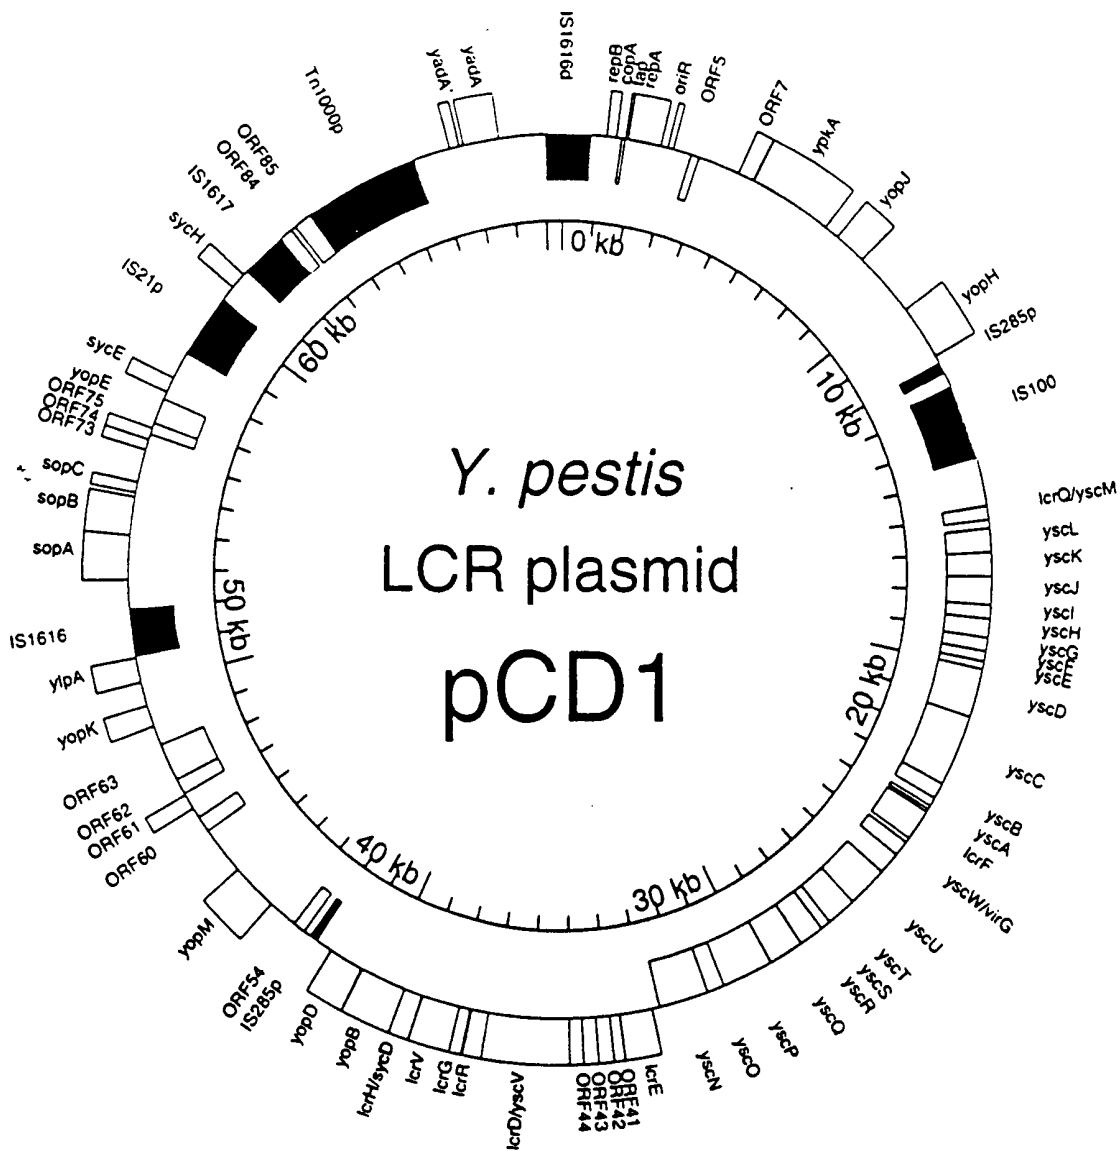 IS1616d
repB
copA
tap
repA
oriR
ORF5
ORF7
ypkA
yopJ
yopH
IS285p
IS100
lcrQ/yscM
yscL
yscK
yscJ
yscI
yscH
yscG
yscF
yscE
yscD
yscC
yscB
yscA
lcrF
yscW/virG
yscU
yscT
yscS
yscR
yscQ
yscP
yscO
yscN
lcrE
ORF41
ORF42
ORF43
ORF44
lcrD/yscV
lcrR
lcrG
lcrV
lcrH/sycD
yopB
yopD
IS285p
ORF54
yopM
ORF60
ORF61
ORF62
ORF63
yopK
ylpA
IS1616
sopA
sopB
sopC
ORF73
ORF74
ORF75
yopE
sycE
IS21p
sycH
IS1617
ORF84
ORF85
Tn1000p
yadA'
yadA
0 kb
10 kb
20 kb
30 kb
40 kb
50 kb
60 kb
Y. pestis
LCR plasmid
pCD1